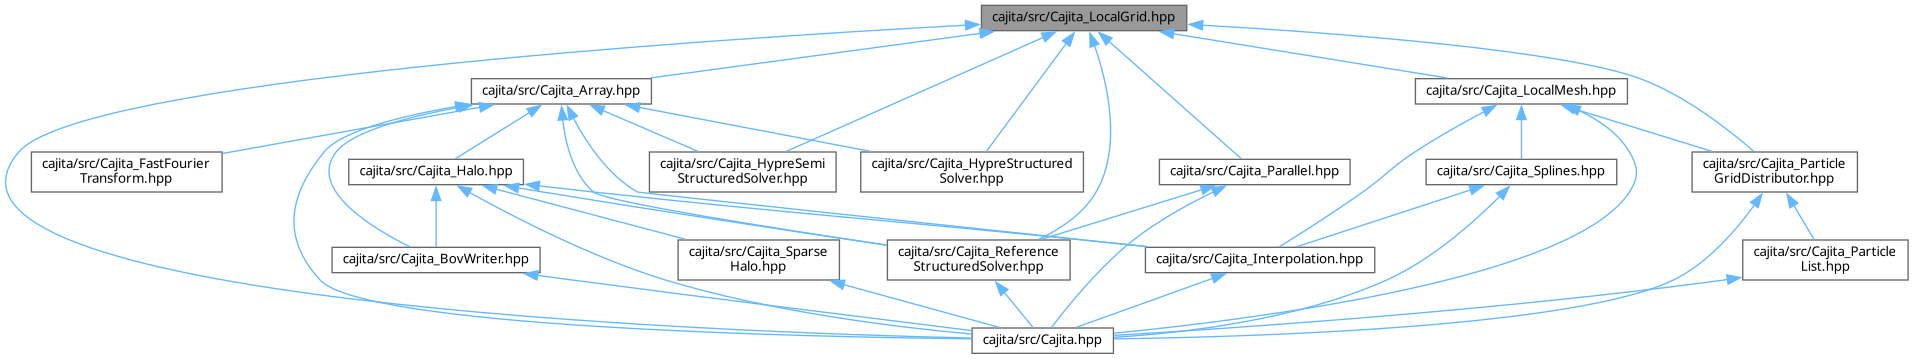 cajita/src/Cajita_LocalGrid.hpp
cajita/src/Cajita_Array.hpp
cajita/src/Cajita_LocalMesh.hpp
cajita/src/Cajita_FastFourier
Transform.hpp
cajita/src/Cajita_Halo.hpp
cajita/src/Cajita_HypreSemi
StructuredSolver.hpp
cajita/src/Cajita_HypreStructured
Solver.hpp
cajita/src/Cajita_Parallel.hpp
cajita/src/Cajita_Splines.hpp
cajita/src/Cajita_Particle
GridDistributor.hpp
cajita/src/Cajita_BovWriter.hpp
cajita/src/Cajita_Sparse
Halo.hpp
cajita/src/Cajita_Reference
StructuredSolver.hpp
cajita/src/Cajita_Interpolation.hpp
cajita/src/Cajita_Particle
List.hpp
cajita/src/Cajita.hpp